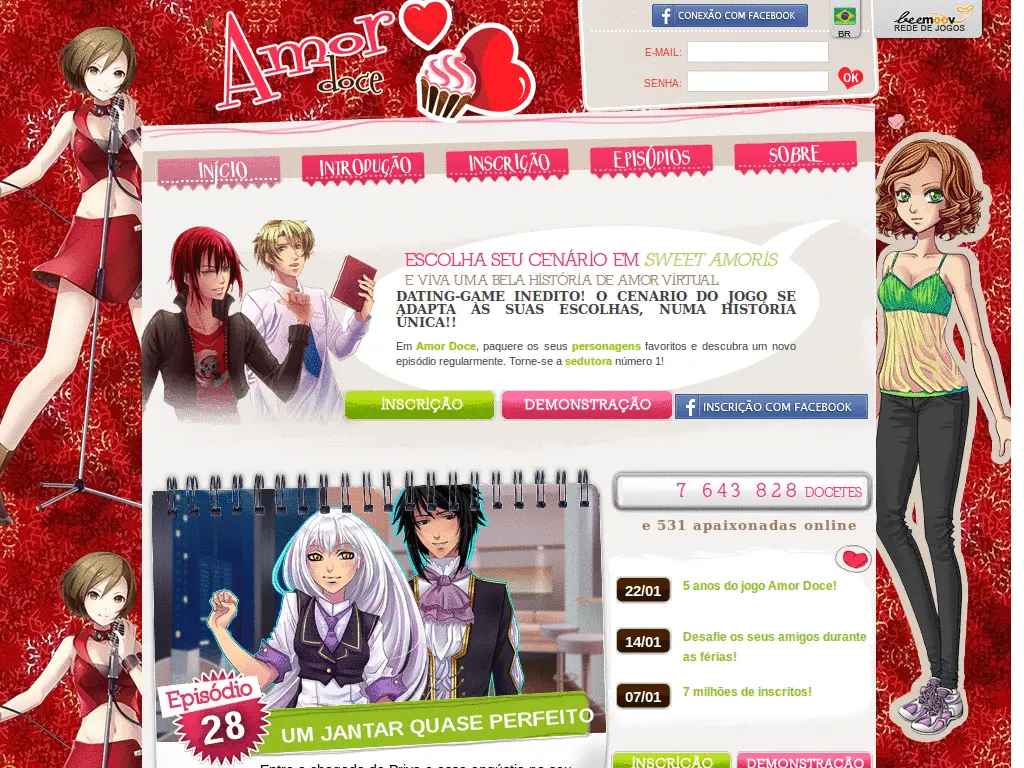 Amor
doce
CONEXÃO COM FACEBOOK
BR
beemoov
REDE DE JOGOS
E-MAIL:
SENHA:
OK
INÍCIO
INTRODUÇÃO
INSCRIÇÃO
EPISÓDIOS
SOBRE
ESCOLHA SEU CENÁRIO EM SWEET AMORIS
E VIVA UMA BELA HISTÓRIA DE AMOR VIRTUAL
DATING-GAME INEDITO! O CENARIO DO JOGO SE
ADAPTA ÀS SUAS ESCOLHAS, NUMA HISTÓRIA
ÚNICA!!
Em Amor Doce, paquere os seus personagens favoritos e descubra um novo
episódio regularmente. Torne-se a sedutora número 1!
INSCRIÇÃO
DEMONSTRAÇÃO
INSCRIÇÃO COM FACEBOOK
7 643 828 DOCETES
e 531 apaixonadas online
22/01
5 anos do jogo Amor Doce!
14/01
Desafie os seus amigos durante
as férias!
07/01
7 milhões de inscritos!
Episódio
28
UM JANTAR QUASE PERFEITO
INSCRIÇÃO
DEMONSTRAÇÃO